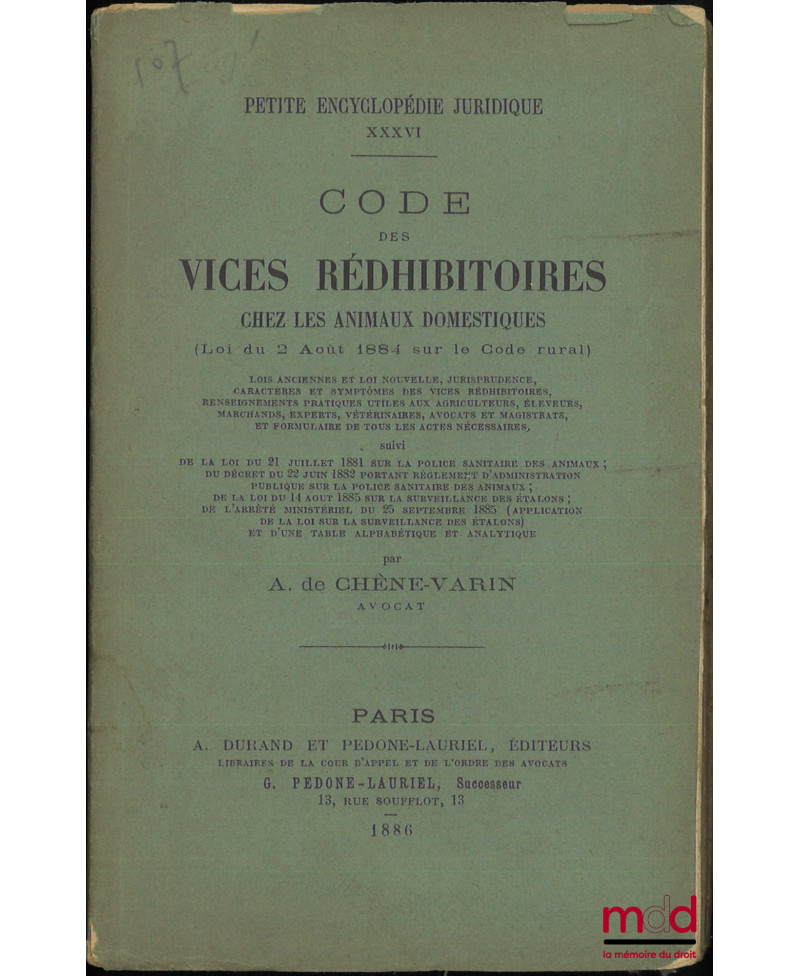 507
PETITE ENCYCLOPÉDIE JURIDIQUE
XXXVI
CODE
DES
VICES RÉDHIBITOIRES
CHEZ LES ANIMAUX DOMESTIQUES
(Loi du 2 Août 1884 sur le Code rural)
LOIS ANCIENNES ET LOI NOUVELLE, JURISPRUDENCE,
CARACTERES ET SYMPTÔMES DES VICES RÉDHIBITOIRES,
RENSEIGNEMENTS PRATIQUES UTILES AUX AGRICULTEURS, ÉLEVEURS,
MARCHANDS, EXPERTS, VÉTÉRINAIRES, AVOCATS ET MAGISTRATS,
ET FORMULAIRE DE TOUS LES ACTES NÉCESSAIRES,
suivi
DE LA LOI DU 21 JUILLET 1881 SUR LA POLICE SANITAIRE DES ANIMAUX ;
DU DÉCRET DU 22 JUIN 1882 PORTANT RÈGLEMENT D'ADMINISTRATION
PUBLIQUE SUR LA POLICE SANITAIRE DES ANIMAUX ;
DE LA LOI DU 14 AOUT 1885 SUR LA SURVEILLANCE DES ÉTALONS ;
DE L'ARRÊTÉ MINISTÉRIEL DU 25 SEPTEMBRE 1885 (APPLICATION
DE LA LOI SUR LA SURVEILLANCE DES ÉTALONS)
ET D'UNE TABLE ALPHABÉTIQUE ET ANALYTIQUE
par
A. de CHÈNE-VARIN
AVOCAT
PARIS
A. DURAND ET PEDONE-LAURIEL, ÉDITEURS
LIBRAIRES DE LA COUR D'APPEL ET DE L'ORDRE DES AVOCATS
G. PEDONE-LAURIEL, Successeur
13, RUE SOUFFLOT, 13
1886
mdd
la mémoire du droit